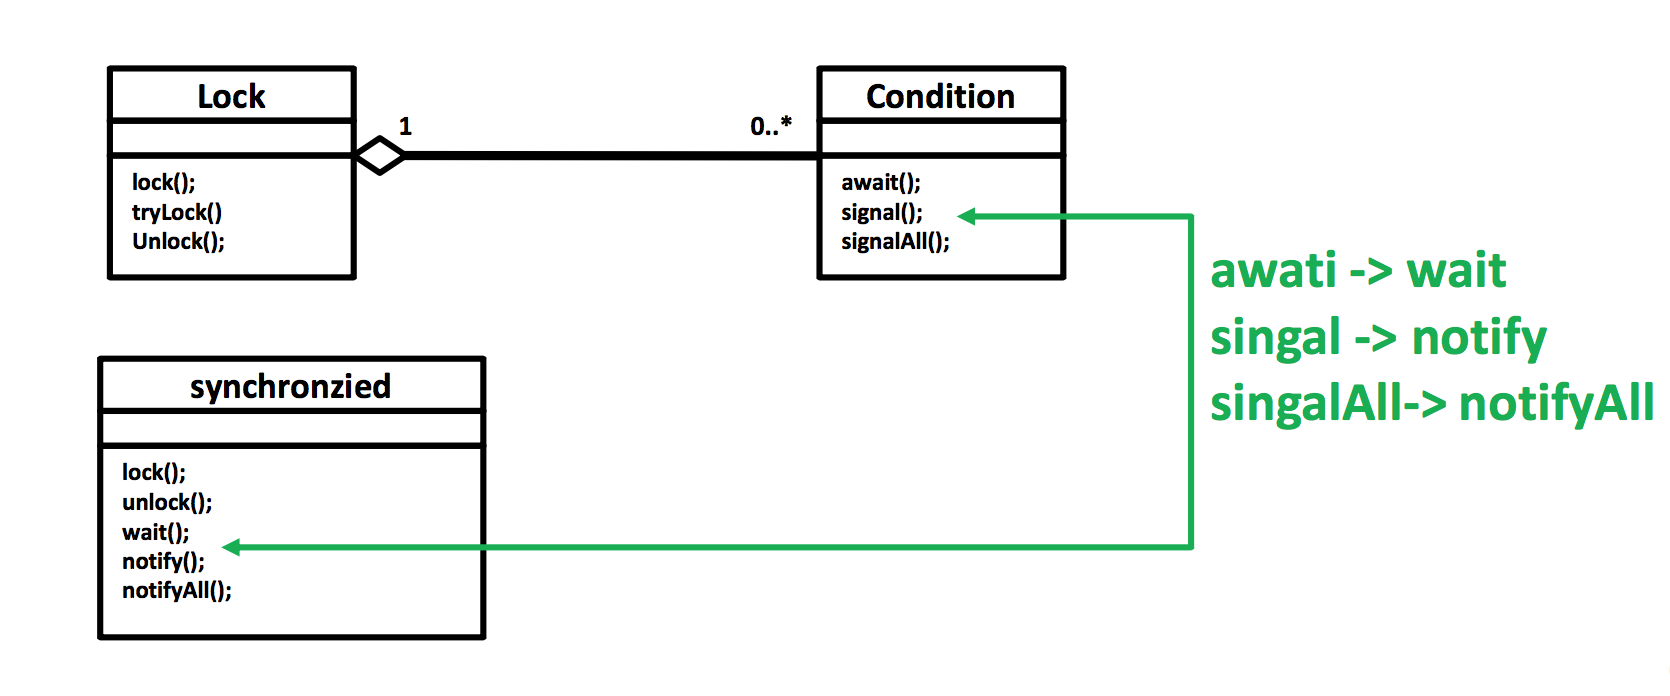 Lock
1
0..*
Condition
lock();
tryLock()
Unlock();
await();
signal();
signalAll();
awati -> wait
singal -> notify
singalAll-> notifyAll
synchronzied
lock();
unlock();
wait();
notify();
notifyAll();